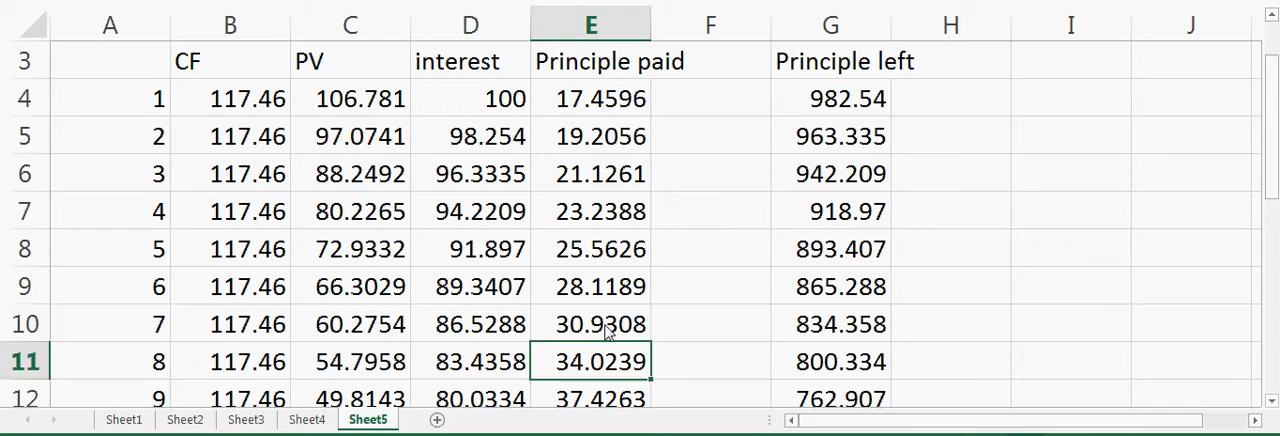 A B C D E F G H I J
3 CF PV interest Principle paid Principle left
4 1 117.46 106.781 100 17.4596 982.54
5 2 117.46 97.0741 98.254 19.2056 963.335
6 3 117.46 88.2492 96.3335 21.1261 942.209
7 4 117.46 80.2265 94.2209 23.2388 918.97
8 5 117.46 72.9332 91.897 25.5626 893.407
9 6 117.46 66.3029 89.3407 28.1189 865.288
10 7 117.46 60.2754 86.5288 30.9308 834.358
11 8 117.46 54.7958 83.4358 34.0239 800.334
12 9 117.46 49.8143 80.0334 37.4263 762.907
Sheet1 Sheet2 Sheet3 Sheet4 Sheet5